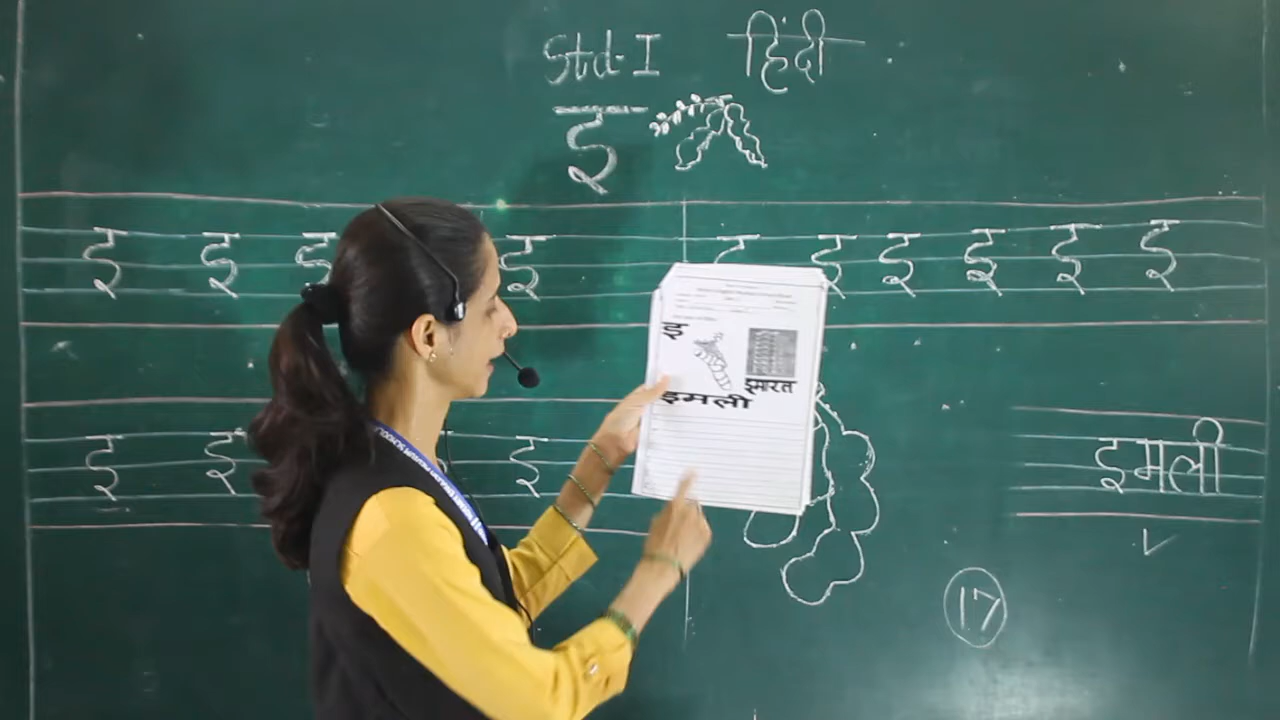 Std-I हिंदी
इ
इ इ इ इ इ इ इ इ इ इ
इ इ इ
इ
इमारत
इमली
इमली
17